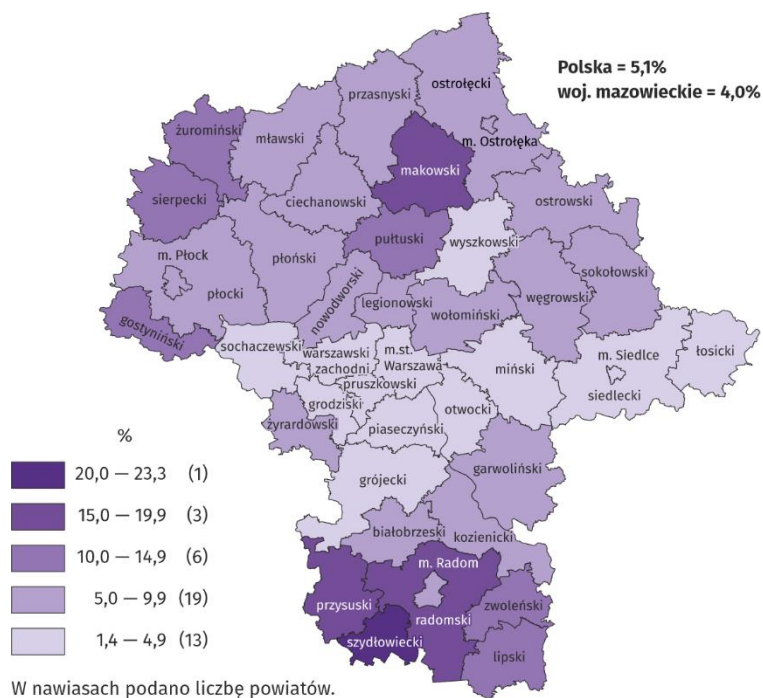 Polska = 5,1%
woj. mazowieckie = 4,0%
ostrołęcki
przasnyski
żuromiński
mławski
m. Ostrołęka
makowski
sierpecki
ciechanowski
ostrowski
pułtuski
wyszkowski
m. Płock
płoński
sokołowski
nowodworski
węgrowski
płocki
legionowski
wołomiński
gostyniński
sochaczewski
warszawski
zachodni
m.st.
Warszawa
miński
m. Siedlce
łosicki
pruszkowski
siedlecki
grodziski
otwocki
piaseczyński
żyrardowski
garwoliński
grójecki
białobrzeski
kozienicki
m. Radom
przysuski
zwoleński
radomski
szydłowiecki
lipski
%
20,0 — 23,3 (1)
15,0 — 19,9 (3)
10,0 — 14,9 (6)
5,0 — 9,9 (19)
1,4 — 4,9 (13)
W nawiasach podano liczbę powiatów.